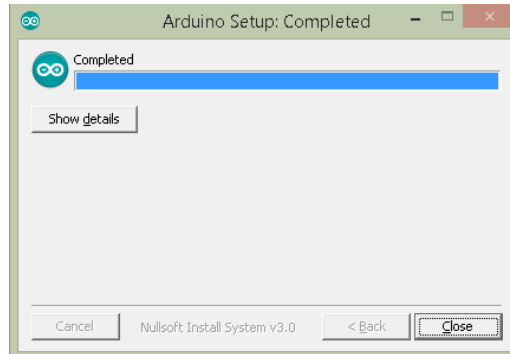 Arduino Setup: Completed
Completed
Show details
Cancel
Nullsoft Install System v3.0
< Back
Close